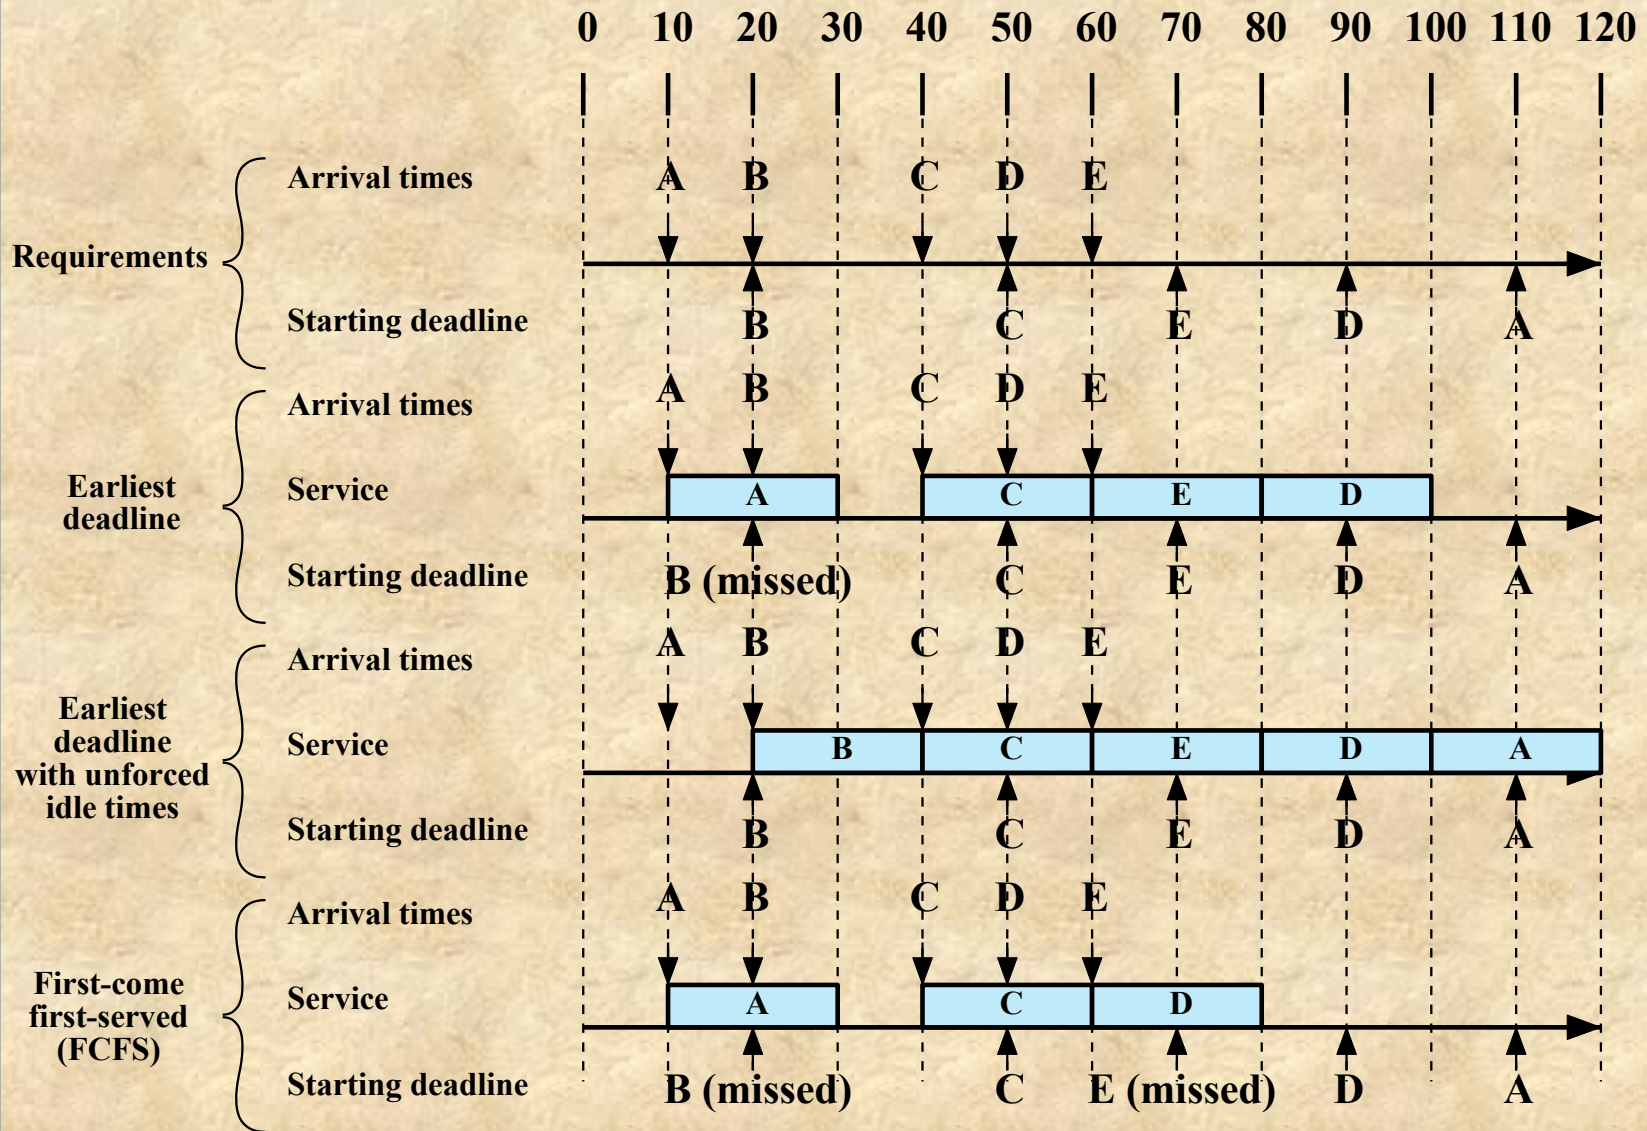 0 10 20 30 40 50 60 70 80 90 100 110 120
Arrival times A B C D E
Requirements
Starting deadline B C E D A
A B C D E
Arrival times
Earliest
deadline
Service A C E D
Starting deadline B (missed) C E D A
A B C D E
Arrival times
Earliest
deadline
with unforced
idle times
Service B C E D A
Starting deadline B C E D A
A B C D E
Arrival times
First-come
first-served
(FCFS)
Service A C D
Starting deadline B (missed) C E (missed) D A